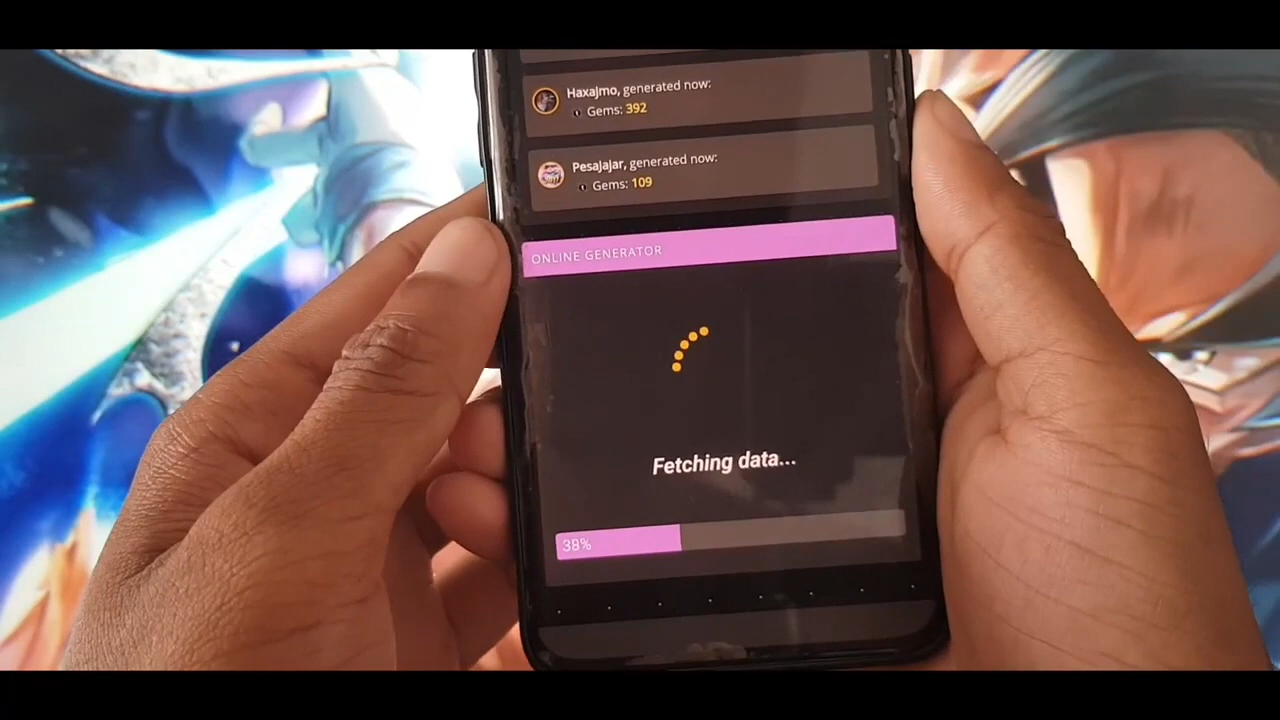 Haxajmo, generated now:
Gems: 392
Pesajajar, generated now:
Gems: 109
ONLINE GENERATOR
Fetching data...
38%